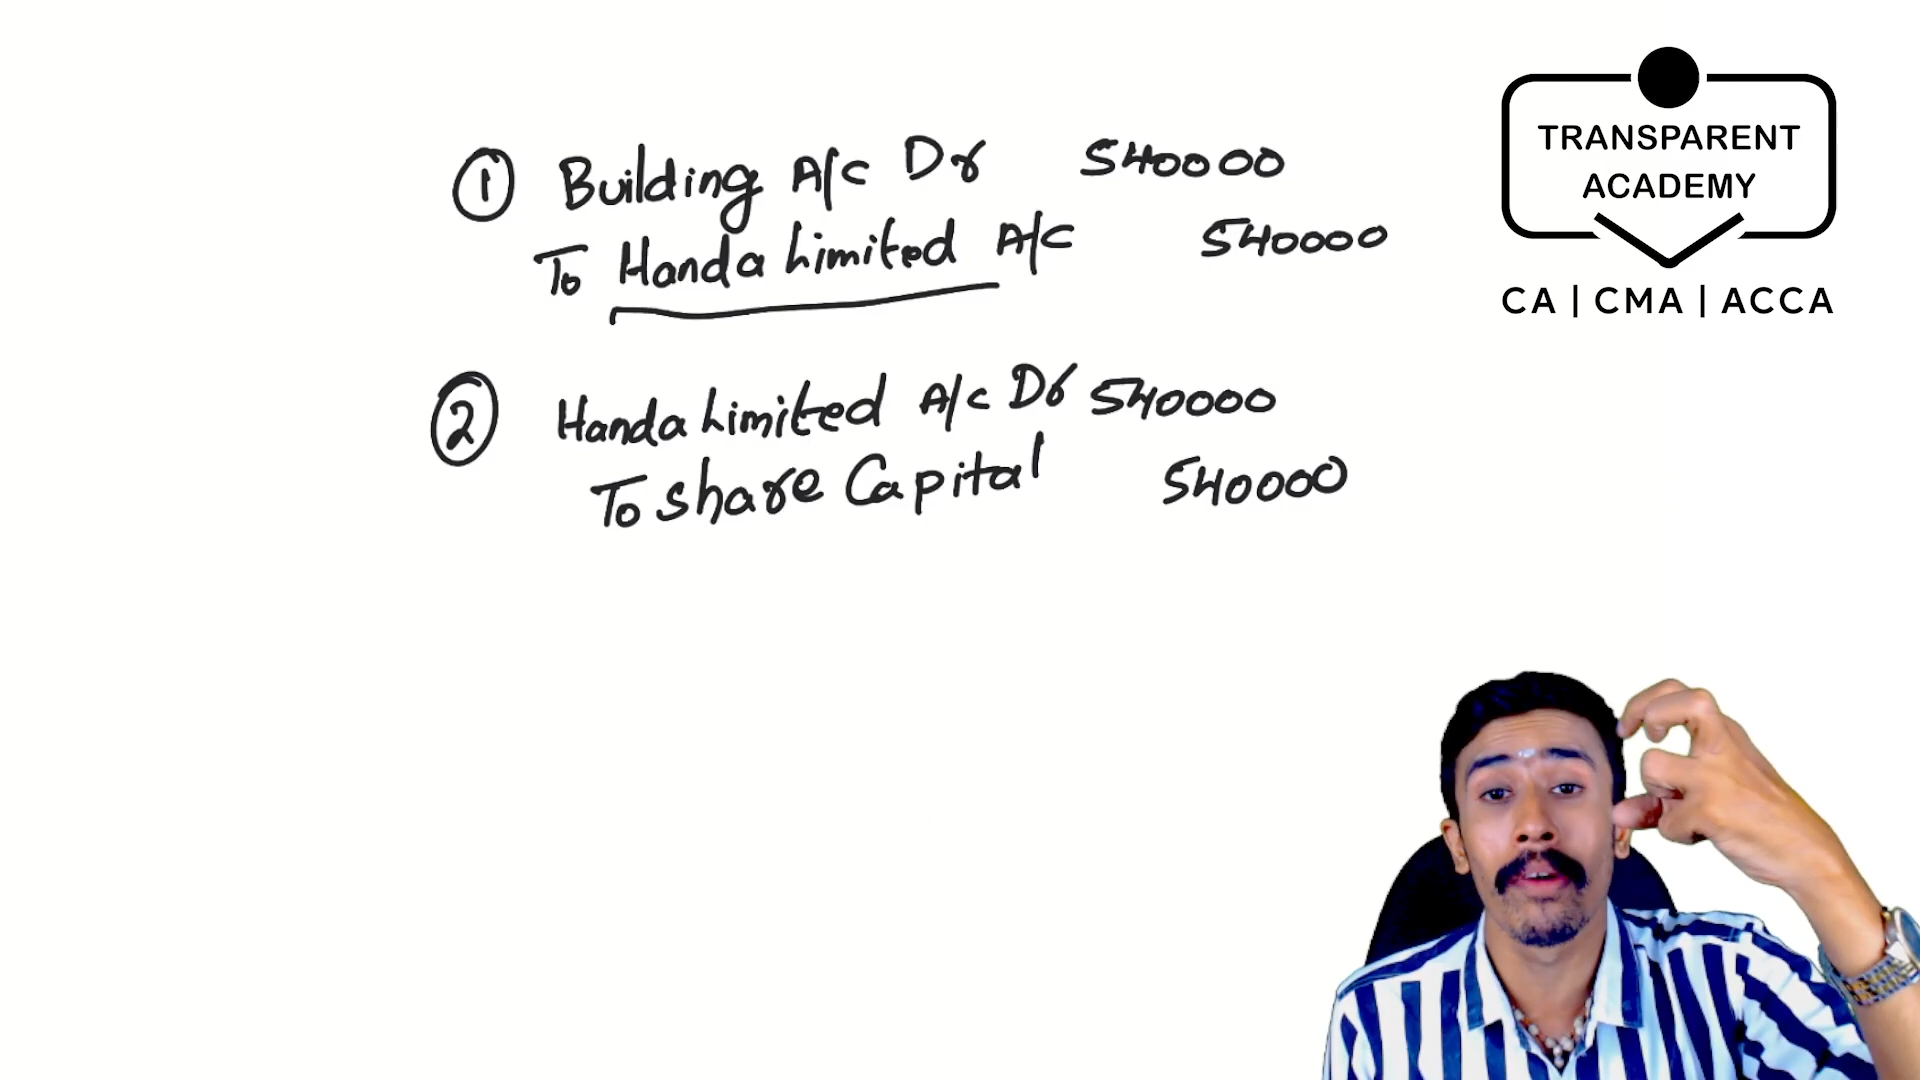 ① Building A/C Dr 540000
To Handa Limited A/C 540000
② Handa Limited A/C Dr 540000
To Share Capital 540000
TRANSPARENT
ACADEMY
CA | CMA | ACCA